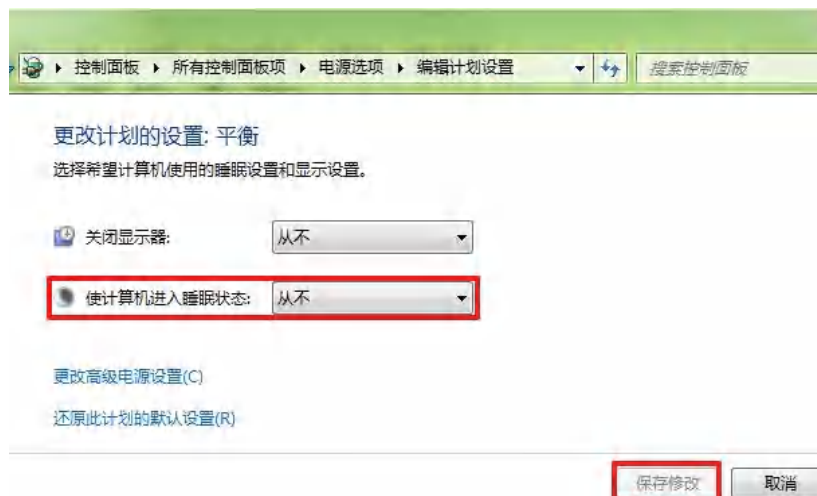 控制面板 ▸ 所有控制面板项 ▸ 电源选项 ▸ 编辑计划设置 搜索控制面板
更改计划的设置: 平衡
选择希望计算机使用的睡眠设置和显示设置。
关闭显示器: 从不
使计算机进入睡眠状态: 从不
更改高级电源设置(C)
还原此计划的默认设置(R)
保存修改 取消